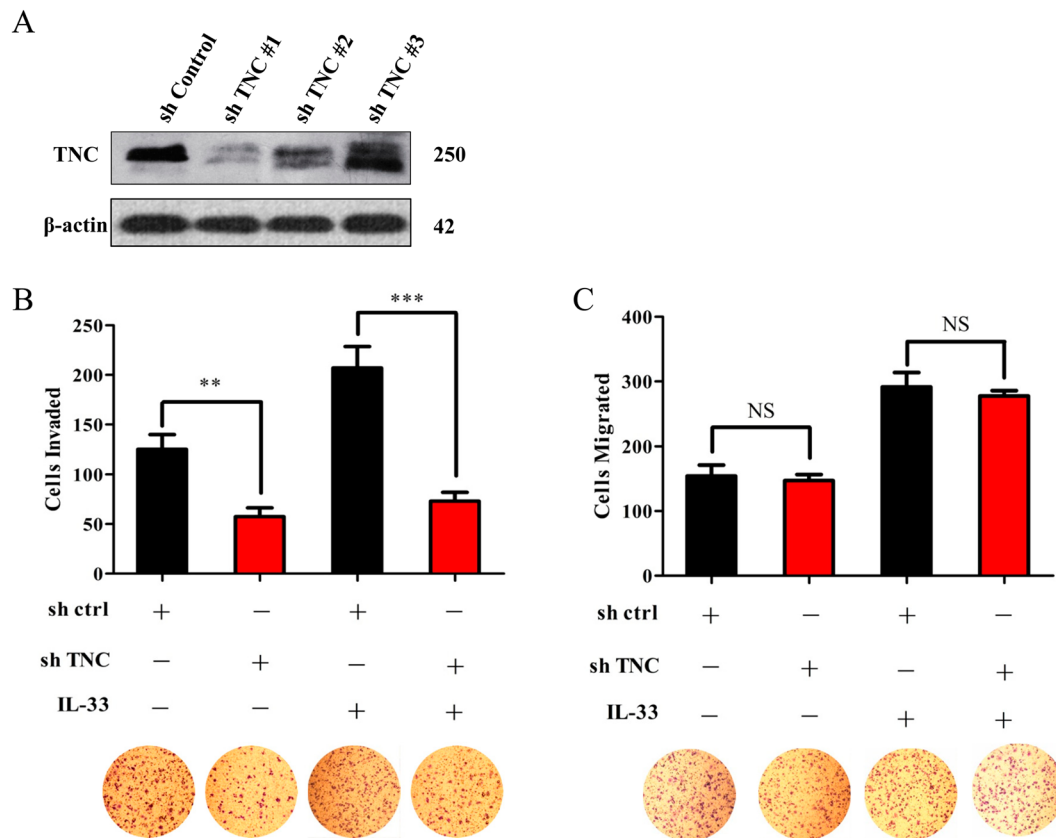 A
sh Control
sh TNC #1
sh TNC #2
sh TNC #3
TNC
250
β-actin
42
B
Cells Invaded
250
200
150
100
50
0
**
***
sh ctrl + − + −
sh TNC − + − +
IL-33 − − + +
C
Cells Migrated
400
300
200
100
0
NS
NS
sh ctrl + − + −
sh TNC − + − +
IL-33 − − + +